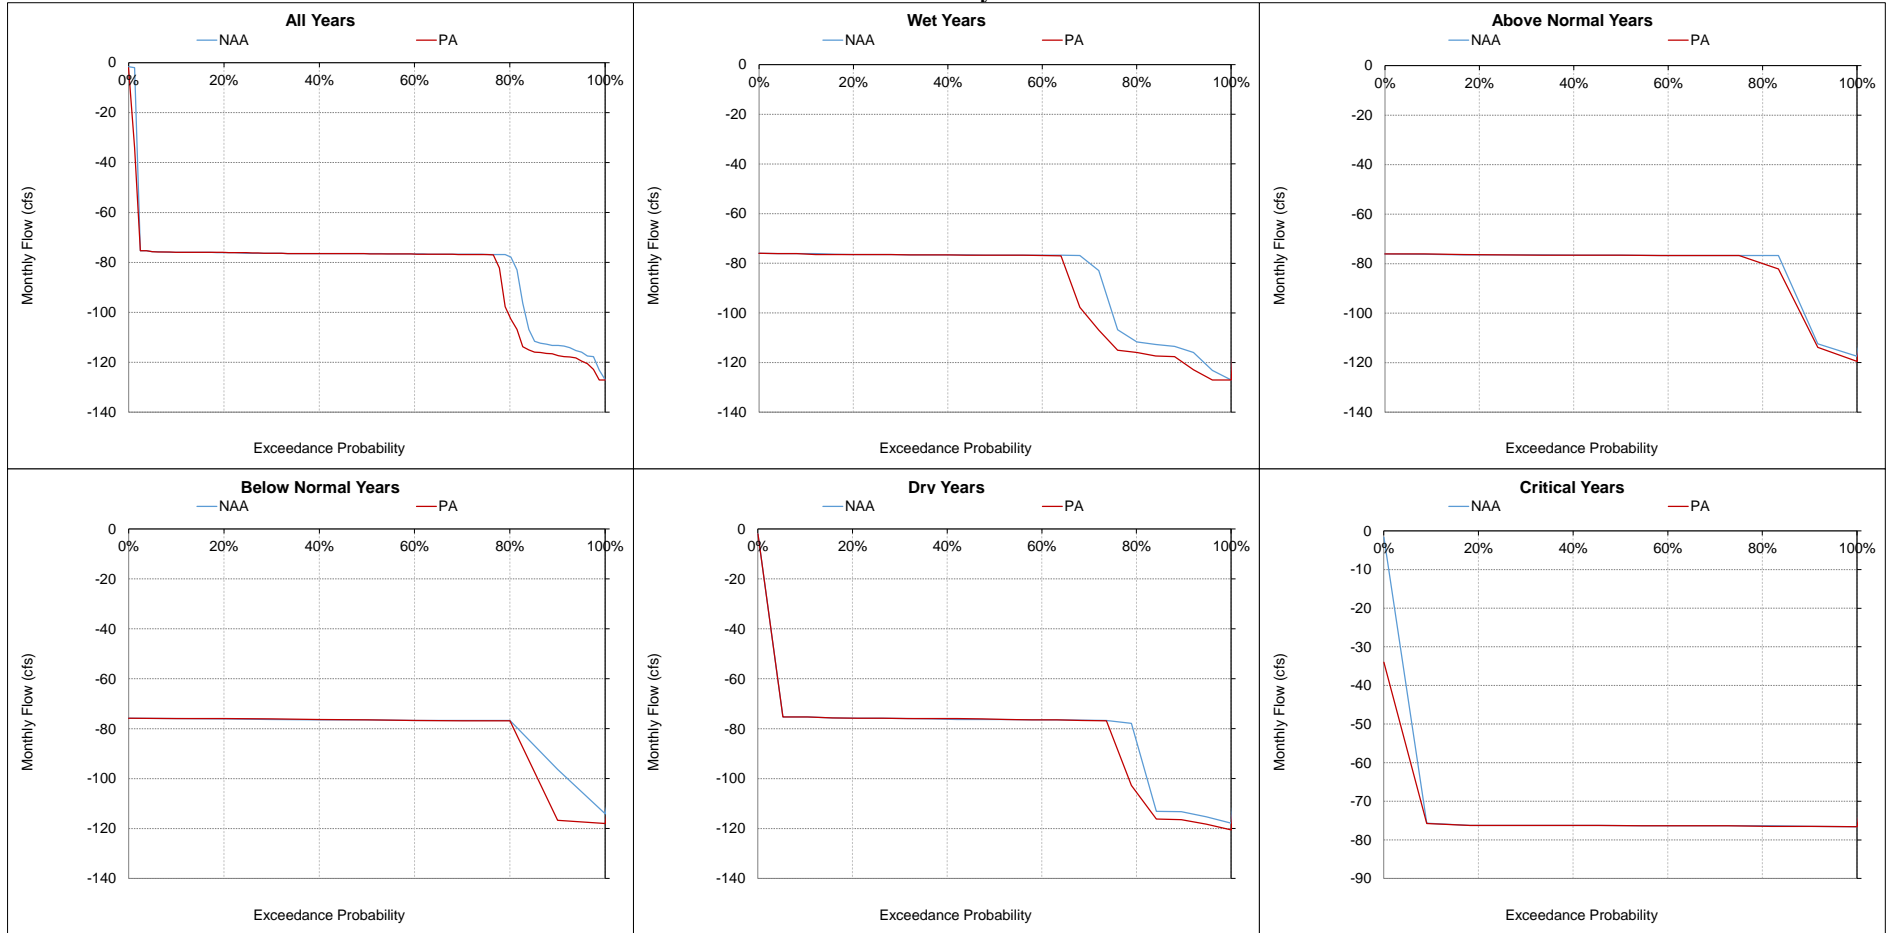 All Years
NAA PA
0
-20
-40
-60
-80
-100
-120
-140
0% 20% 40% 60% 80% 100%
Monthly Flow (cfs)
Exceedance Probability
Wet Years
NAA PA
0
-20
-40
-60
-80
-100
-120
-140
0% 20% 40% 60% 80% 100%
Monthly Flow (cfs)
Exceedance Probability
Above Normal Years
NAA PA
0
-20
-40
-60
-80
-100
-120
-140
0% 20% 40% 60% 80% 100%
Monthly Flow (cfs)
Exceedance Probability
Below Normal Years
NAA PA
0
-20
-40
-60
-80
-100
-120
-140
0% 20% 40% 60% 80% 100%
Monthly Flow (cfs)
Exceedance Probability
Dry Years
NAA PA
0
-20
-40
-60
-80
-100
-120
-140
0% 20% 40% 60% 80% 100%
Monthly Flow (cfs)
Exceedance Probability
Critical Years
NAA PA
0
-10
-20
-30
-40
-50
-60
-70
-80
-90
0% 20% 40% 60% 80% 100%
Monthly Flow (cfs)
Exceedance Probability